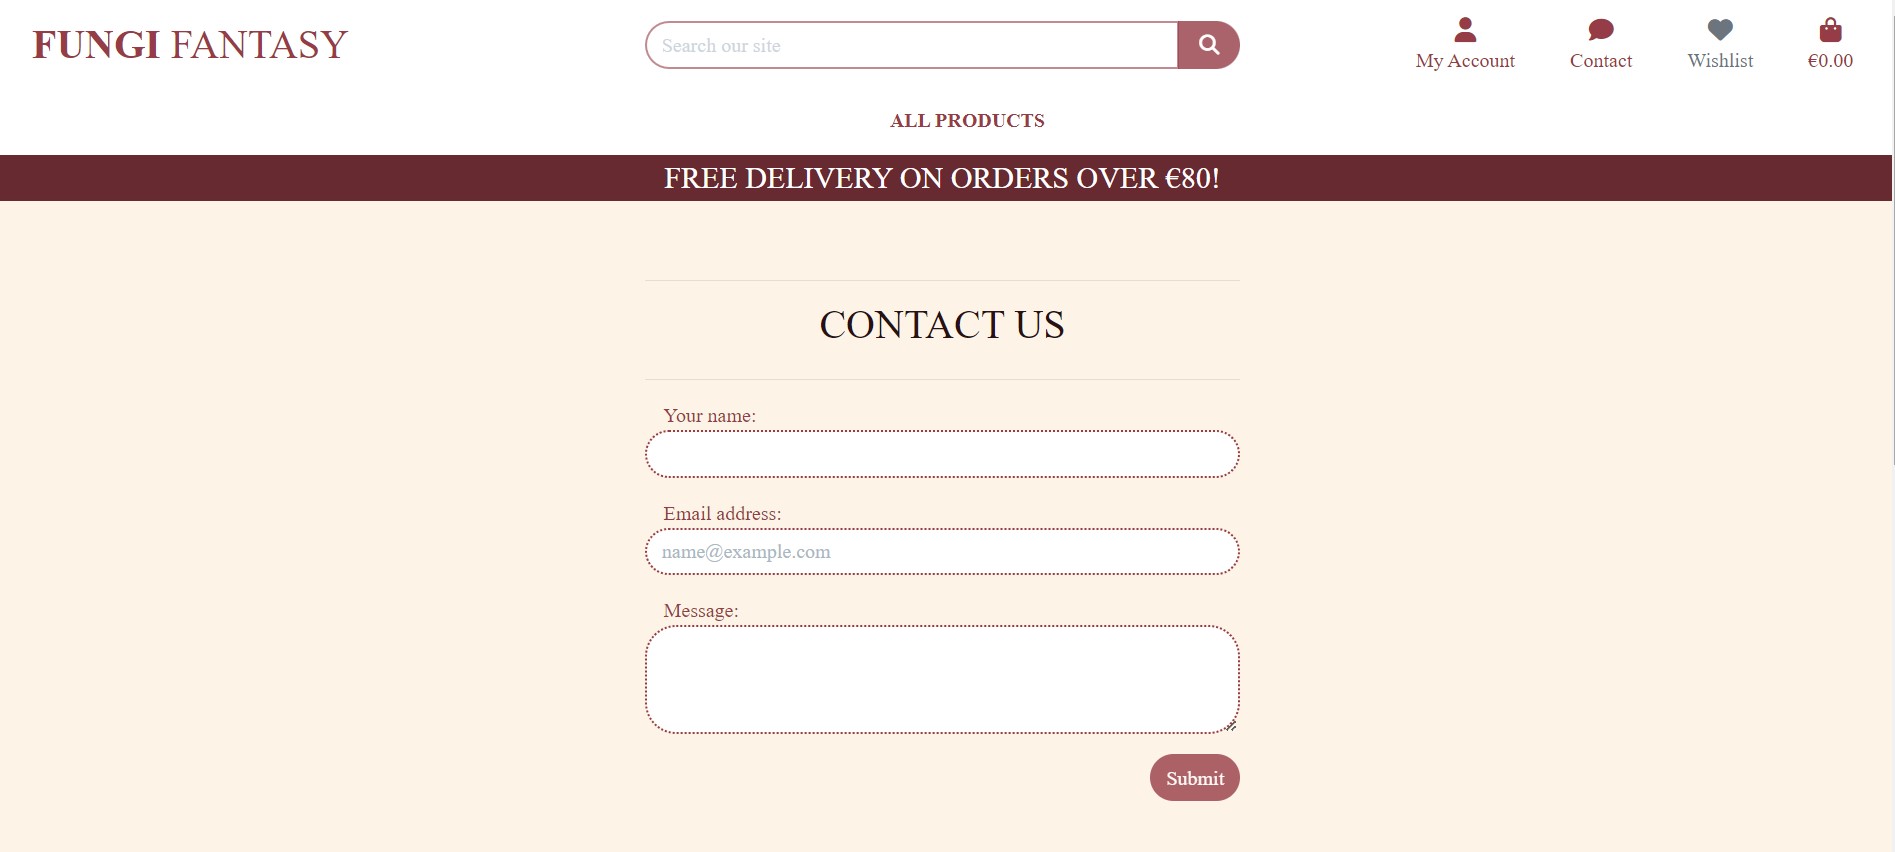 FUNGI FANTASY
Search our site
My Account
Contact
Wishlist
€0.00
ALL PRODUCTS
FREE DELIVERY ON ORDERS OVER €80!
CONTACT US
Your name:
Email address:
name@example.com
Message:
Submit